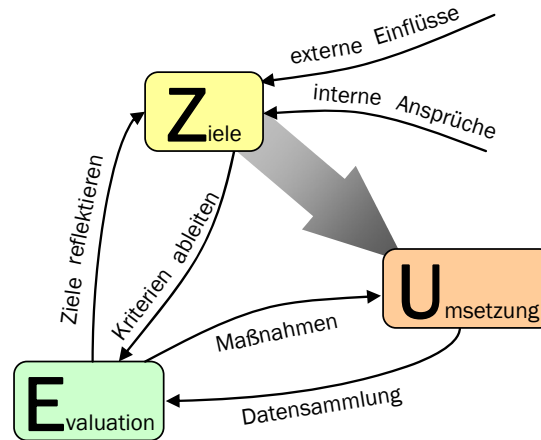 externe Einflüsse
interne Ansprüche
Ziele
Ziele reflektieren
Kriterien ableiten
Umsetzung
Maßnahmen
Evaluation
Datensammlung